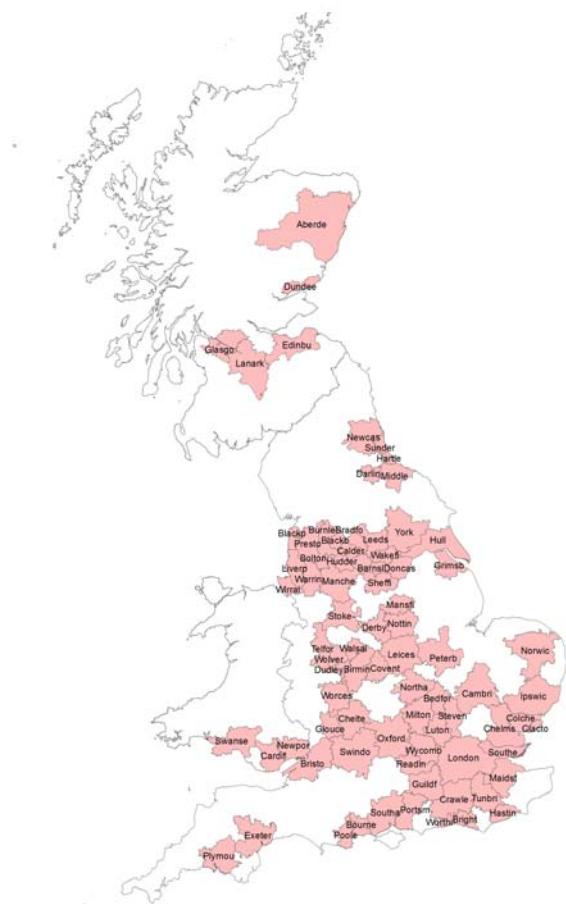 Aberde
Dundee
Glasgo
Edinbu
Lanark
Newcas
Sunder
Hartle
Darlin
Middle
Blackp
Burnle
Bradfo
York
Presto
Blackb
Leeds
Hull
Calder
Bolton
Wakefi
Hudder
Liverp
Barnsl
Doncas
Grimsb
Warrin
Manche
Sheffi
Wirral
Mansfi
Stoke-
Derby
Nottin
Telfor
Walsal
Leices
Norwic
Wolver
Peterb
Dudley
Birmin
Covent
Worces
Northa
Cambri
Ipswic
Bedfor
Chelte
Milton
Steven
Colche
Glouce
Luton
Chelms
Clacto
Swanse
Newpor
Oxford
Cardif
Swindo
Wycomb
London
Southe
Bristo
Readin
Guildf
Maidst
Crawle
Tunbri
Southa
Portsm
Hastin
Bourne
Worthi
Bright
Poole
Exeter
Plymou